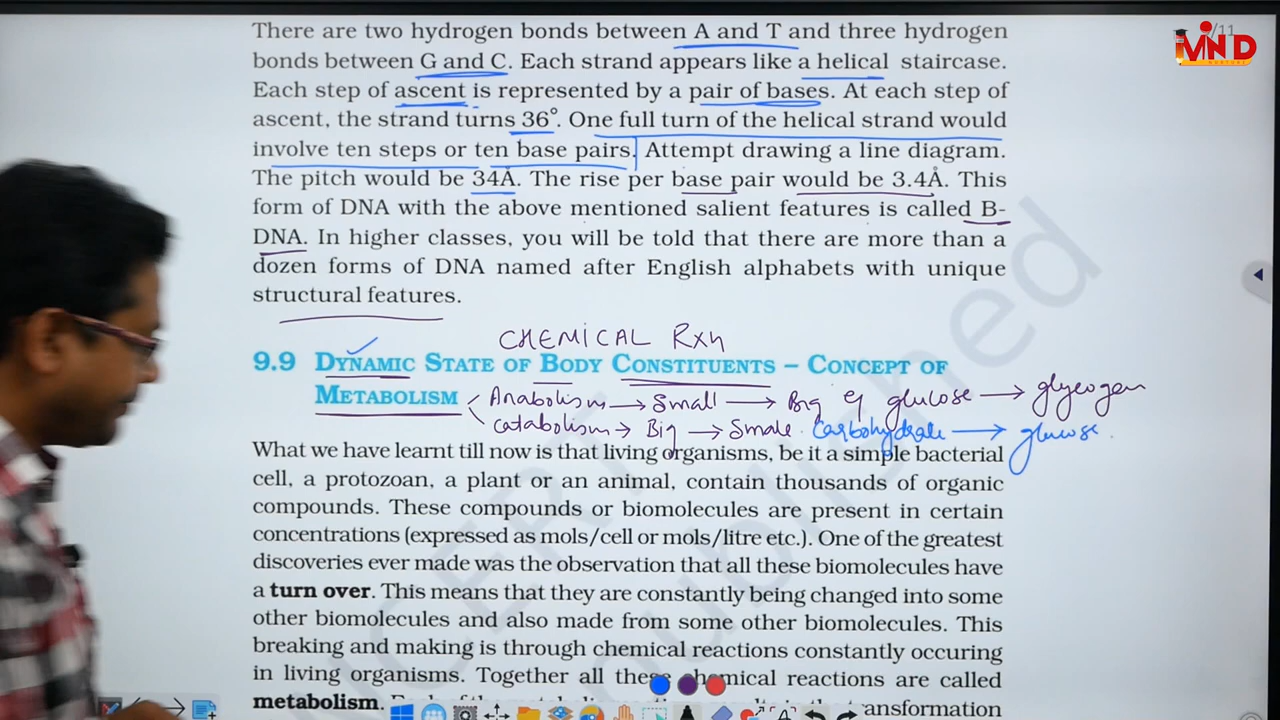 There are two hydrogen bonds between A and T and three hydrogen
bonds between G and C. Each strand appears like a helical staircase.
Each step of ascent is represented by a pair of bases. At each step of
ascent, the strand turns 36°. One full turn of the helical strand would
involve ten steps or ten base pairs. Attempt drawing a line diagram.
The pitch would be 34Å. The rise per base pair would be 3.4Å. This
form of DNA with the above mentioned salient features is called B-
DNA. In higher classes, you will be told that there are more than a
dozen forms of DNA named after English alphabets with unique
structural features.
CHEMICAL Rxn
9.9 DYNAMIC STATE OF BODY CONSTITUENTS – CONCEPT OF
METABOLISM
Anabolism → Small → Big eg glucose → glycogen
Catabolism → Big → Small. Carbohydrate → glucose.
What we have learnt till now is that living organisms, be it a simple bacterial
cell, a protozoan, a plant or an animal, contain thousands of organic
compounds. These compounds or biomolecules are present in certain
concentrations (expressed as mols/cell or mols/litre etc.). One of the greatest
discoveries ever made was the observation that all these biomolecules have
a turn over. This means that they are constantly being changed into some
other biomolecules and also made from some other biomolecules. This
breaking and making is through chemical reactions constantly occuring
in living organisms. Together all these chemical reactions are called
metabolism.
MIND
/11